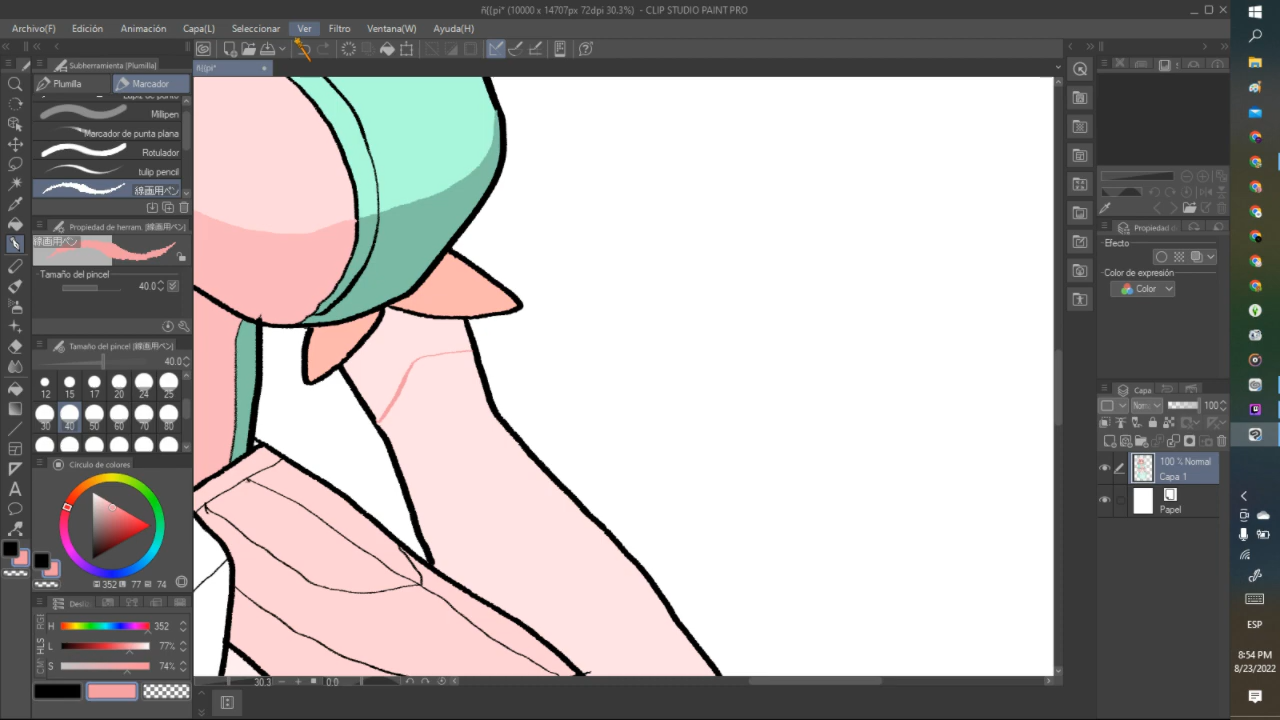 ñ{{pi* (10000 x 14707px 72dpi 30.3%) - CLIP STUDIO PAINT PRO
Archivo(F) Edición Animación Capa(L) Seleccionar Ver Filtro Ventana(W) Ayuda(H)
Subherramienta (Plumilla)
Plumilla Marcador
Millipen
Marcador de punta plana
Rotulador
tulip pencil
線画用ペン
Propiedad de herram. [線画用ペン]
線画用ペン
Tamaño del pincel
40.0
Tamaño del pincel [線画用ペン]
40.0
12 15 17 20 24 25
30 40 50 60 70 80
Círculo de colores
352 77 74
H 352
L 77%
S 74%
RGB
HLS
ñ{{pi*
30.3 0.0
Efecto
Color de expresión
Color
Capa
100
100 % Normal
Capa 1
Papel
ESP
8:54 PM
8/23/2022